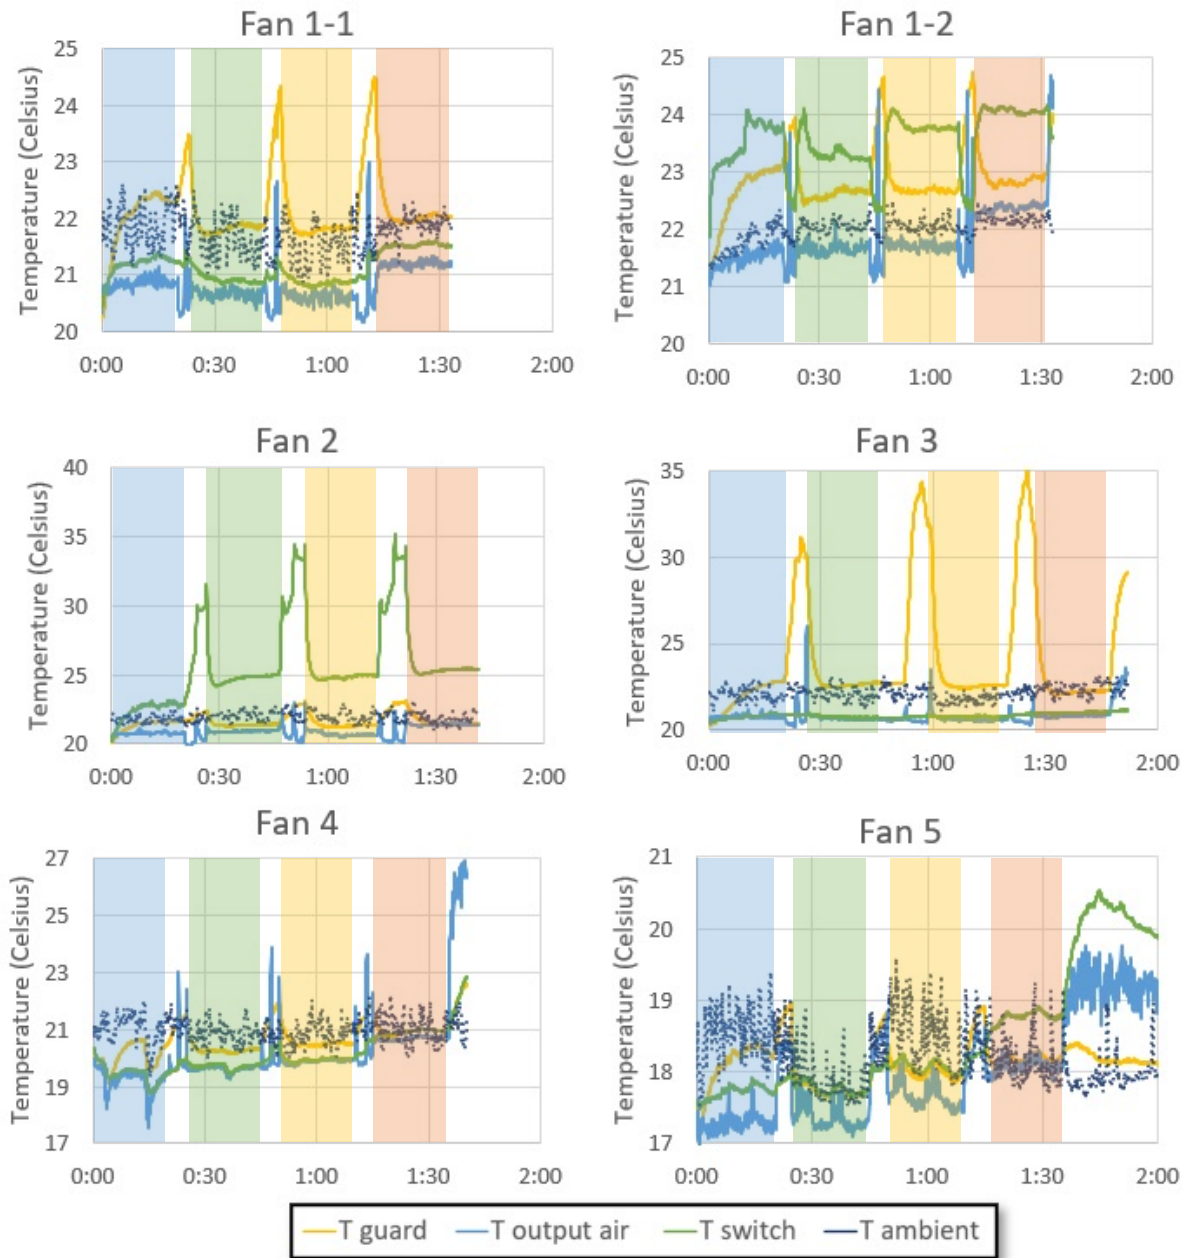 Fan 1-1
Temperature (Celsius)
25
24
23
22
21
20
0:00 0:30 1:00 1:30 2:00
Fan 1-2
Temperature (Celsius)
25
24
23
22
21
20
0:00 0:30 1:00 1:30 2:00
Fan 2
Temperature (Celsius)
40
35
30
25
20
0:00 0:30 1:00 1:30 2:00
Fan 3
Temperature (Celsius)
35
30
25
20
0:00 0:30 1:00 1:30 2:00
Fan 4
Temperature (Celsius)
27
25
23
21
19
17
0:00 0:30 1:00 1:30 2:00
Fan 5
Temperature (Celsius)
21
20
19
18
17
0:00 0:30 1:00 1:30 2:00
T guard T output air T switch T ambient